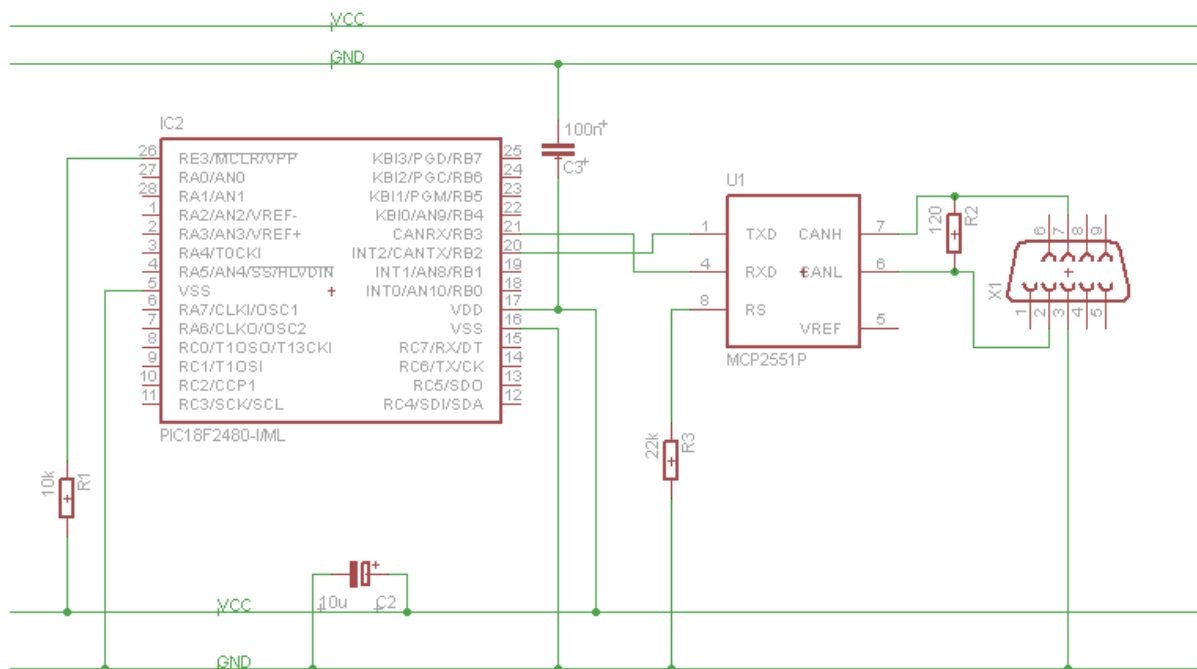 VCC
GND
IC2
100n
C3
26 RE3/MCLR/VPP KBI3/PGD/RB7 25
27 RA0/AN0 KBI2/PGC/RB6 24
28 RA1/AN1 KBI1/PGM/RB5 23
1 RA2/AN2/VREF- KBI0/AN9/RB4 22
2 RA3/AN3/VREF+ CANRX/RB3 21
3 RA4/T0CKI INT2/CANTX/RB2 20
4 RA5/AN4/SS/HLVDIN INT1/AN8/RB1 19
5 VSS INT0/AN10/RB0 18
6 RA7/CLKI/OSC1 VDD 17
7 RA6/CLKO/OSC2 VSS 16
8 RC0/T1OSO/T13CKI RC7/RX/DT 15
9 RC1/T1OSI RC6/TX/CK 14
10 RC2/CCP1 RC5/SDO 13
11 RC3/SCK/SCL RC4/SDI/SDA 12
PIC18F2480-I/ML
U1
1 TXD CANH 7
4 RXD CANL 6
8 RS
VREF 5
MCP2551P
120
R2
6 7 8 9
X1
1 2 3 4 5
10k
R1
22k
R3
10u C2
VCC
GND